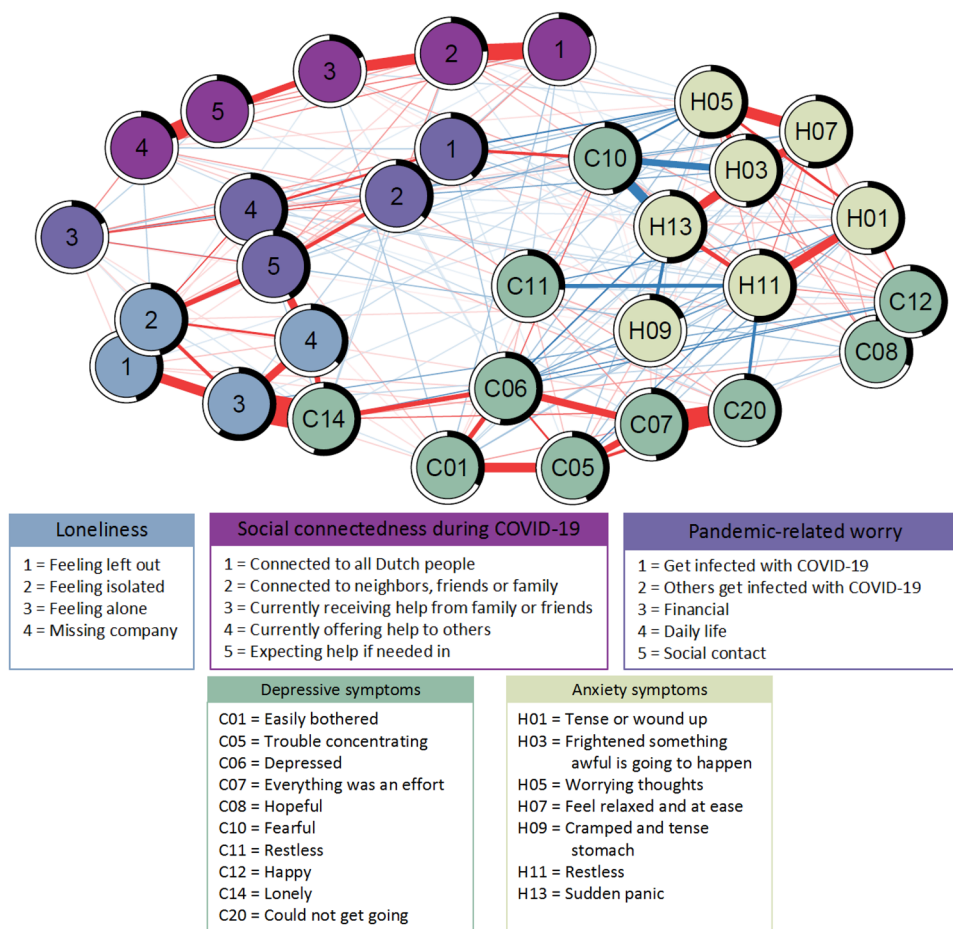 1
2
3
5
4
H05
H07
1
C10
H03
2
4
H13
H01
3
5
C11
H11
C12
2
4
H09
C08
1
C06
3
C14
C07
C20
C01
C05
Loneliness
1 = Feeling left out
2 = Feeling isolated
3 = Feeling alone
4 = Missing company
Social connectedness during COVID-19
1 = Connected to all Dutch people
2 = Connected to neighbors, friends or family
3 = Currently receiving help from family or friends
4 = Currently offering help to others
5 = Expecting help if needed in
Pandemic-related worry
1 = Get infected with COVID-19
2 = Others get infected with COVID-19
3 = Financial
4 = Daily life
5 = Social contact
Depressive symptoms
C01 = Easily bothered
C05 = Trouble concentrating
C06 = Depressed
C07 = Everything was an effort
C08 = Hopeful
C10 = Fearful
C11 = Restless
C12 = Happy
C14 = Lonely
C20 = Could not get going
Anxiety symptoms
H01 = Tense or wound up
H03 = Frightened something
awful is going to happen
H05 = Worrying thoughts
H07 = Feel relaxed and at ease
H09 = Cramped and tense
stomach
H11 = Restless
H13 = Sudden panic